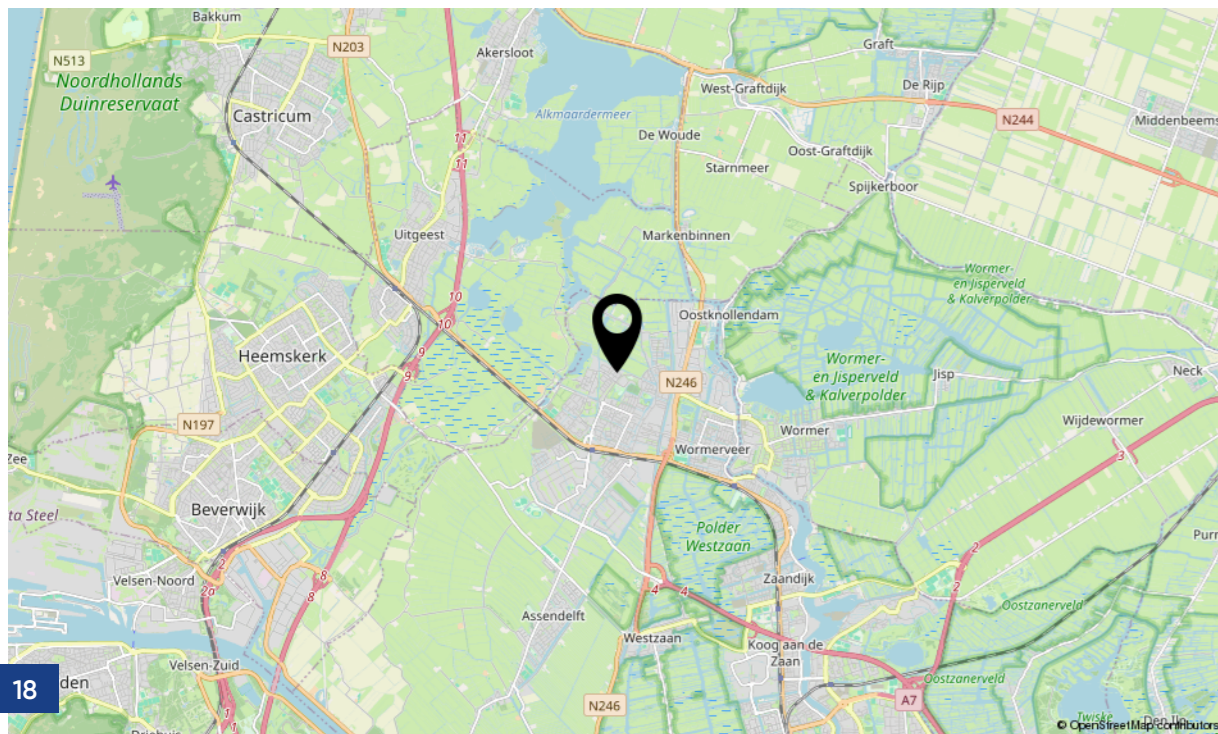 Bakkum
N203
Akersloot
Graft
N513
Noordhollands
Duinreservaat
West-Graftdijk
De Rijp
Castricum
Alkmaardermeer
N244
Middenbeems
De Woude
11
11
Starnmeer
Oost-Graftdijk
Spijkerboor
Uitgeest
Markenbinnen
Wormer-
en Jisperveld
& Kalverpolder
10
10
Oostknollendam
Heemskerk
9
9
Wormer-
en Jisperveld
& Kalverpolder
Jisp
Neck
N246
N197
Wijdewormer
Wormer
Wormerveer
3
Zee
Beverwijk
ta Steel
Polder
Westzaan
Purr
2
2
Velsen-Noord
2a
8
8
Zaandijk
4
4
2
Oostzanerveld
Assendelft
Westzaan
Koog aan de
Zaan
Velsen-Zuid
Oostzanerveld
18
den
N246
A7
1
1
Twiske
Den Ilp
© OpenStreetMap contributors